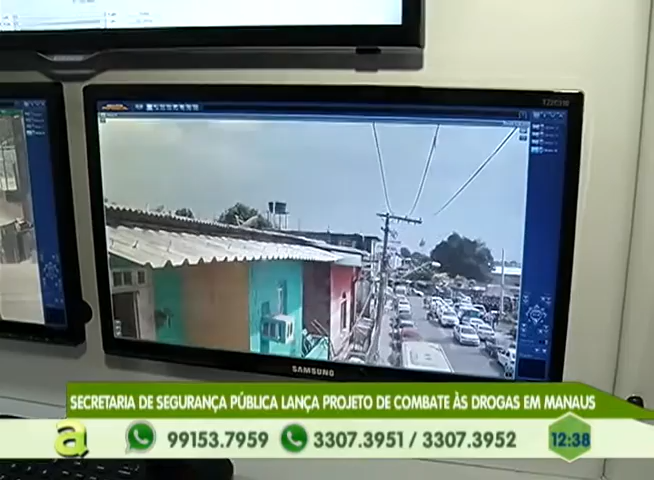 SAMSUNG
SECRETARIA DE SEGURANÇA PÚBLICA LANÇA PROJETO DE COMBATE ÀS DROGAS EM MANAUS
a 99153.7959 3307.3951 / 3307.3952 12:38